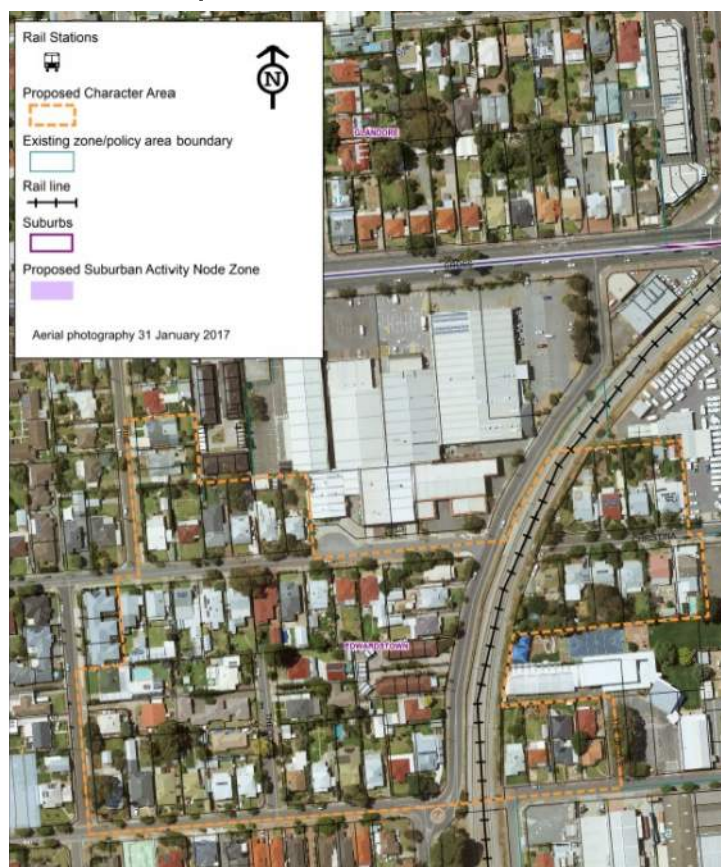 Rail Stations
N
Proposed Character Area
Existing zone/policy area boundary
Rail line
Suburbs
Proposed Suburban Activity Node Zone
Aerial photography 31 January 2017
GLANDORE
CROSS
EDWARDSTOWN